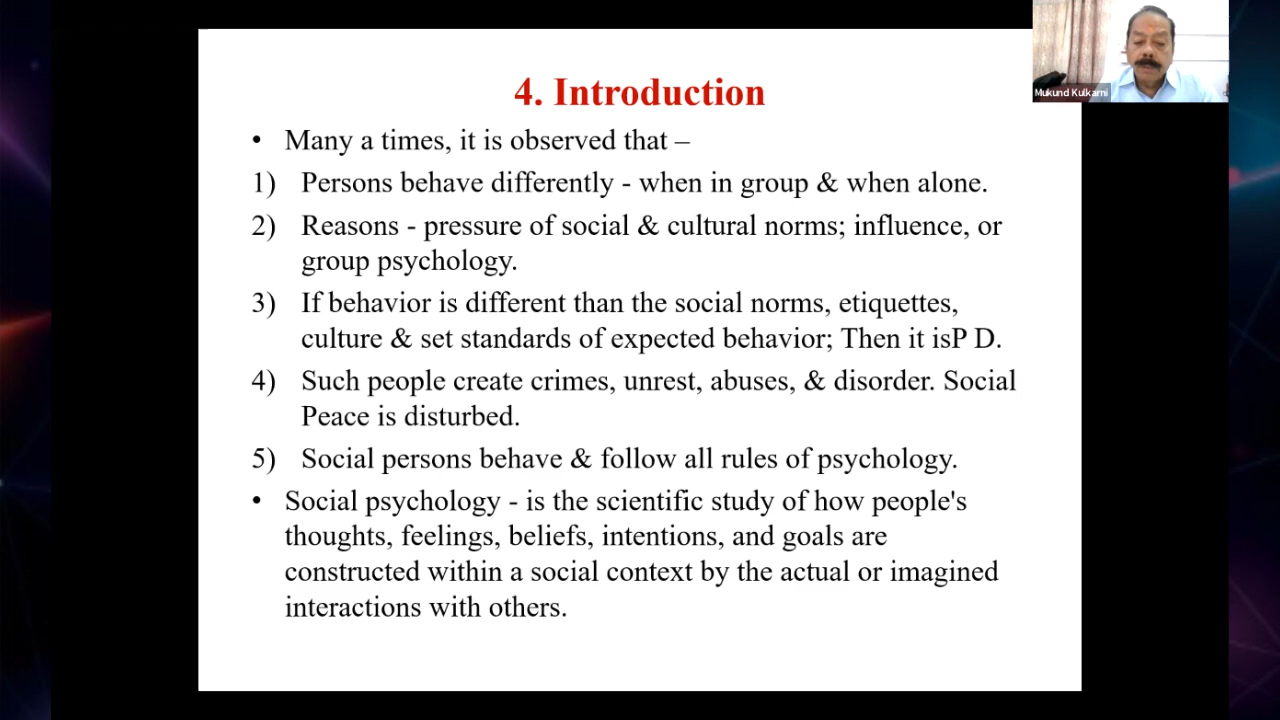 4. Introduction
Mukund Kulkarni
• Many a times, it is observed that –
1) Persons behave differently - when in group & when alone.
2) Reasons - pressure of social & cultural norms; influence, or
group psychology.
3) If behavior is different than the social norms, etiquettes,
culture & set standards of expected behavior; Then it isP D.
4) Such people create crimes, unrest, abuses, & disorder. Social
Peace is disturbed.
5) Social persons behave & follow all rules of psychology.
• Social psychology - is the scientific study of how people's
thoughts, feelings, beliefs, intentions, and goals are
constructed within a social context by the actual or imagined
interactions with others.